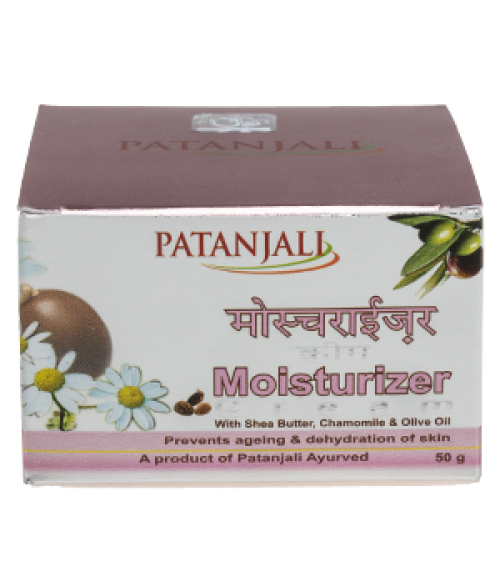 PATANJALI
PATANJALI
मोस्चराईज़र
क्रीम
Moisturizer
Cream
With Shea Butter, Chamomile & Olive Oil
Prevents ageing & dehydration of skin
A product of Patanjali Ayurved
50 g